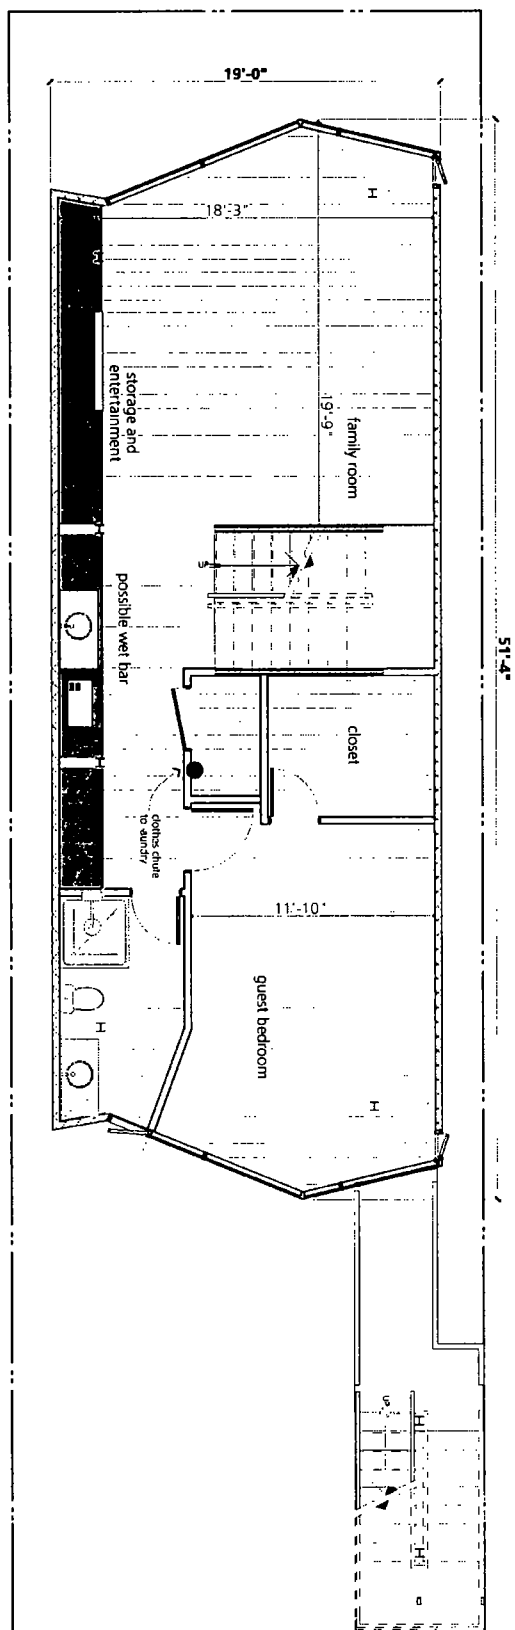 19'-0"
51'-4"
18'-3"
H
H
storage and
entertainment
19'-9"
family room
H
UP
possible wet bar
H
closet
clothes chute
to laundry
11'-10"
guest bedroom
H
H
UP
H
H